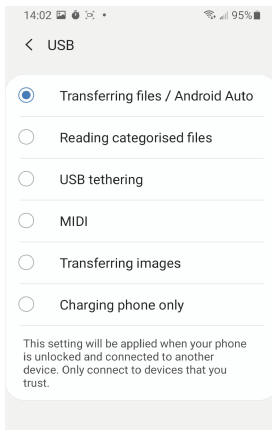 14:02 95%
USB
Transferring files / Android Auto
Reading categorised files
USB tethering
MIDI
Transferring images
Charging phone only
This setting will be applied when your phone
is unlocked and connected to another
device. Only connect to devices that you
trust.